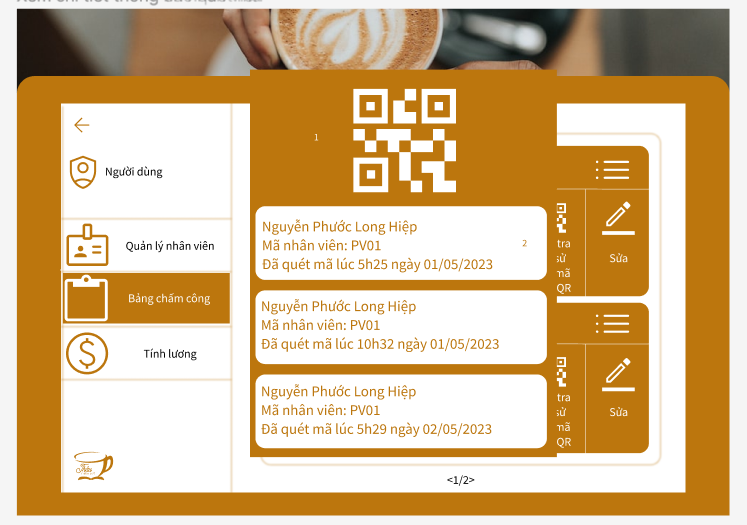 Người dùng
Quản lý nhân viên
Bảng chấm công
Tính lương
1
Nguyễn Phước Long Hiệp
Mã nhân viên: PV01
2
Đã quét mã lúc 5h25 ngày 01/05/2023
Nguyễn Phước Long Hiệp
Mã nhân viên: PV01
Đã quét mã lúc 10h32 ngày 01/05/2023
Nguyễn Phước Long Hiệp
Mã nhân viên: PV01
Đã quét mã lúc 5h29 ngày 02/05/2023
tra
sử
mã
QR
Sửa
tra
sử
mã
QR
Sửa
<1/2>